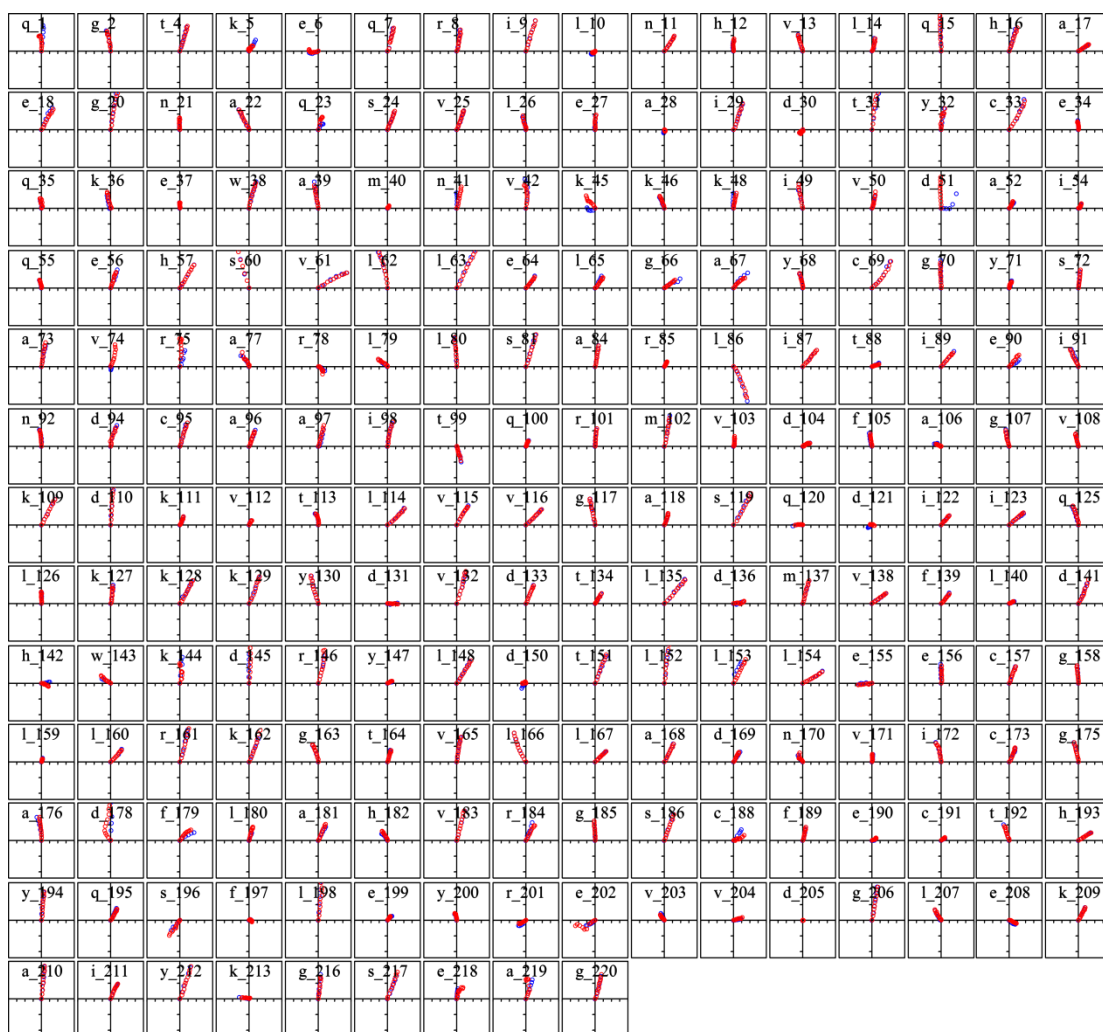 q_1 g_2 t_4 k_5 e_6 q_7 r_8 i_9 l_10 n_11 h_12 v_13 l_14 q_15 h_16 a_17
e_18 g_20 n_21 a_22 q_23 s_24 v_25 l_26 e_27 a_28 i_29 d_30 t_31 y_32 c_33 e_34
q_35 k_36 e_37 w_38 a_39 m_40 n_41 v_42 k_45 k_46 k_48 i_49 v_50 d_51 a_52 i_54
q_55 e_56 h_57 s_60 v_61 l_62 l_63 e_64 l_65 g_66 a_67 y_68 c_69 g_70 y_71 s_72
a_73 v_74 r_75 a_77 r_78 l_79 l_80 s_81 a_84 r_85 l_86 i_87 t_88 i_89 e_90 i_91
n_92 d_94 c_95 a_96 a_97 i_98 t_99 q_100 r_101 m_102 v_103 d_104 f_105 a_106 g_107 v_108
k_109 d_110 k_111 v_112 t_113 l_114 v_115 v_116 g_117 a_118 s_119 q_120 d_121 i_122 i_123 q_125
l_126 k_127 k_128 k_129 y_130 d_131 v_132 d_133 t_134 l_135 d_136 m_137 v_138 f_139 l_140 d_141
h_142 w_143 k_144 d_145 r_146 y_147 l_148 d_150 t_151 l_152 l_153 l_154 e_155 e_156 c_157 g_158
l_159 l_160 r_161 k_162 g_163 t_164 v_165 l_166 l_167 a_168 d_169 n_170 v_171 i_172 c_173 g_175
a_176 d_178 f_179 l_180 a_181 h_182 v_183 r_184 g_185 s_186 c_188 f_189 e_190 c_191 t_192 h_193
y_194 q_195 s_196 f_197 l_198 e_199 y_200 r_201 e_202 v_203 v_204 d_205 g_206 l_207 e_208 k_209
a_210 i_211 y_212 k_213 g_216 s_217 e_218 a_219 g_220